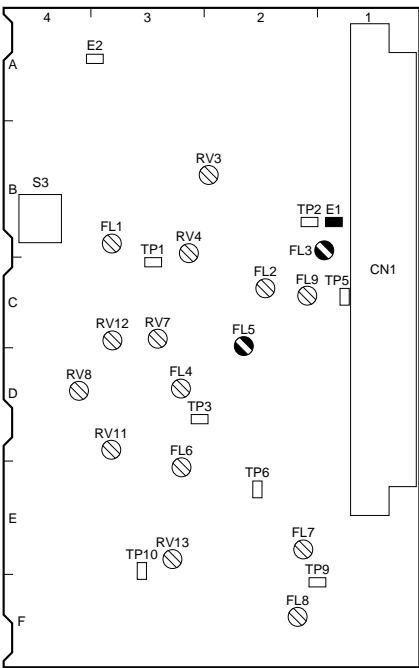 4 3 2 1
A
E2
B
S3
RV3
TP2 E1
FL1
RV4
FL3
TP1
CN1
FL2
FL9 TP5
C
RV12 RV7
FL5
RV8
FL4
D
TP3
RV11
FL6
TP6
E
FL7
RV13
TP10
TP9
FL8
F